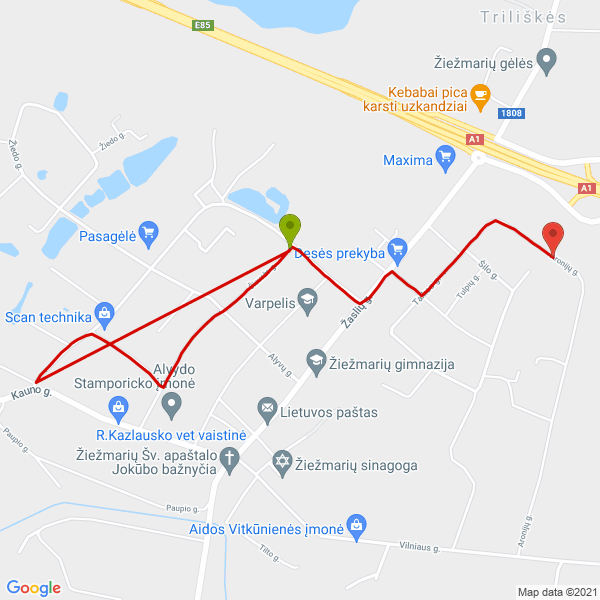 Triliškės
E85
Žiežmarių gėlės
Kebabai pica
karsti uzkandziai
1808
A1
Maxima
A1
Žiedo g.
Žiedo g.
Pasagėlė
Desės prekyba
Aronijų g.
Šilo g.
Tulpių g.
Varpelis
Žaslių g.
Scan technika
Alyvų g.
Žiežmarių gimnazija
Alvydo
Stamporicko įmonė
Kauno g.
R.Kazlausko vet vaistinė
Lietuvos paštas
Paupio g.
Žiežmarių Šv. apaštalo
Jokūbo bažnyčia
Žiežmarių sinagoga
Paupio g.
Aidos Vitkūnienės įmonė
Aronijų g.
Vilniaus g.
Tilto g.
Google
Map data ©2021